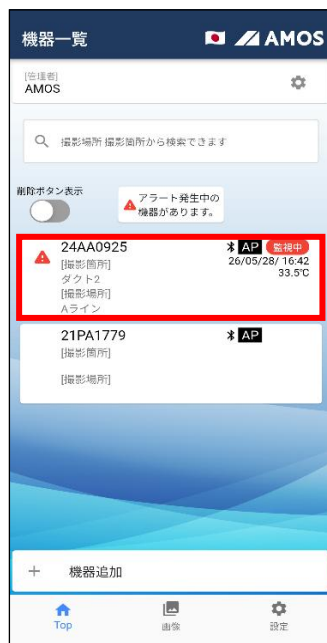 機器一覧
AMOS
[管理者]
AMOS
撮影場所 撮影箇所から検索できます
削除ボタン表示
アラート発生中の
機器があります。
24AA0925
AP 監視中
[撮影箇所]
26/05/28/ 16:42
ダクト2
33.5℃
[撮影場所]
Aライン
21PA1779
AP
[撮影箇所]
[撮影場所]
+ 機器追加
Top
画像
設定